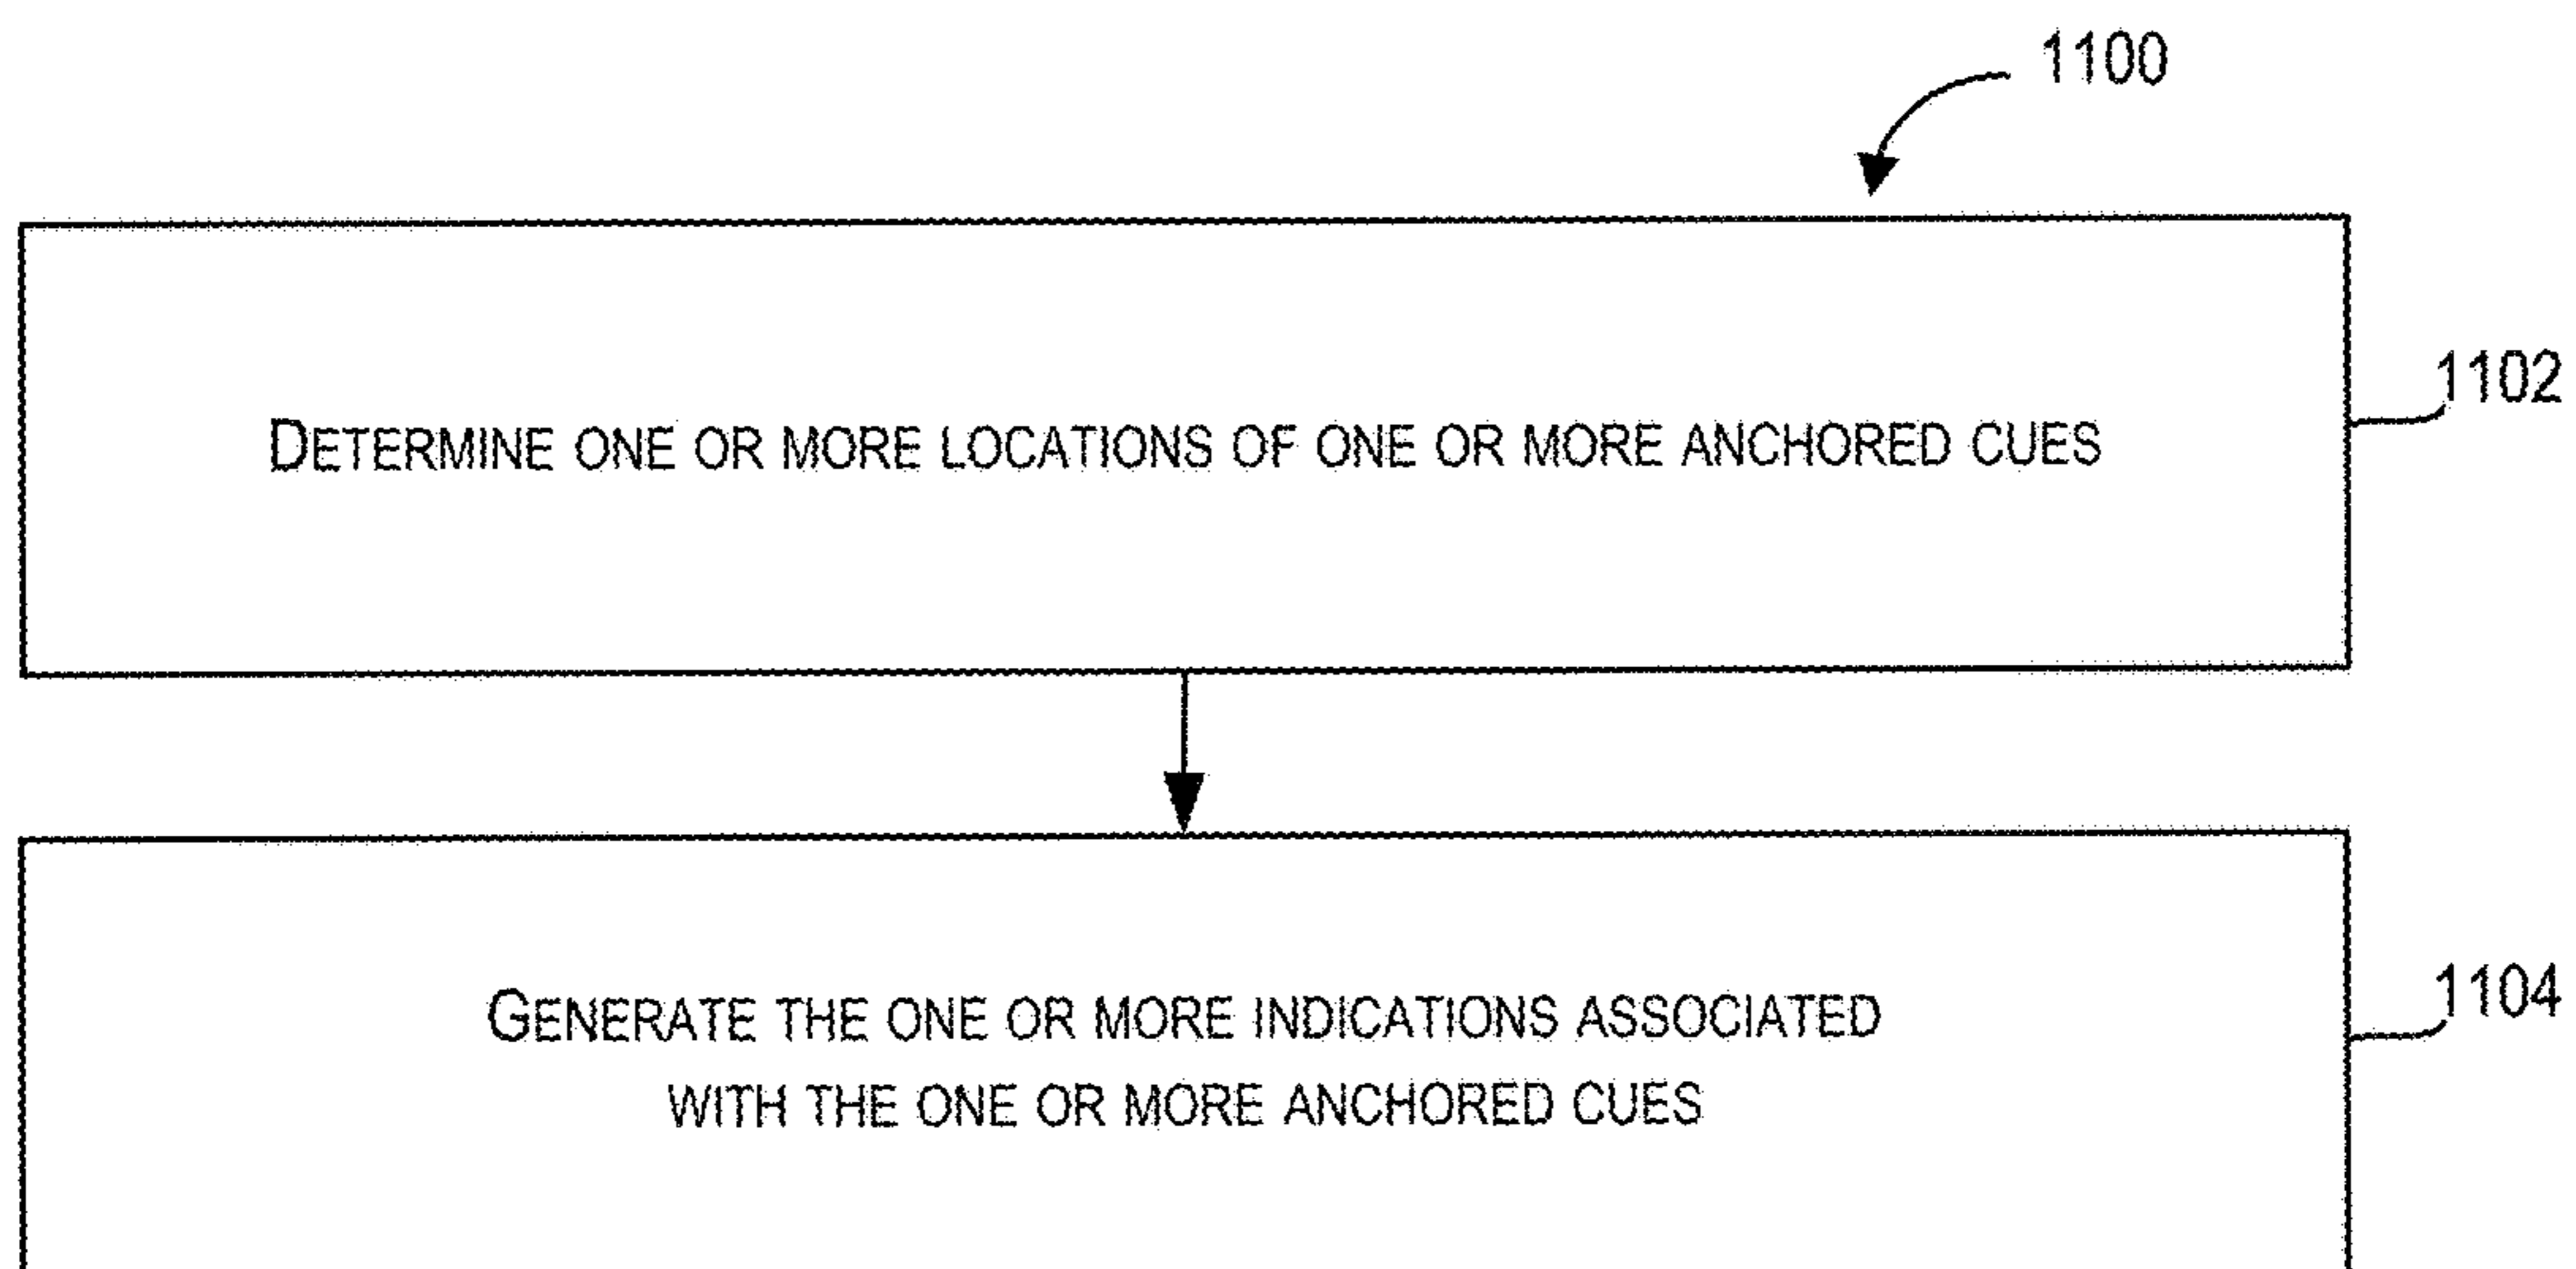 1100
DETERMINE ONE OR MORE LOCATIONS OF ONE OR MORE ANCHORED CUES
1102
GENERATE THE ONE OR MORE INDICATIONS ASSOCIATED
WITH THE ONE OR MORE ANCHORED CUES
1104